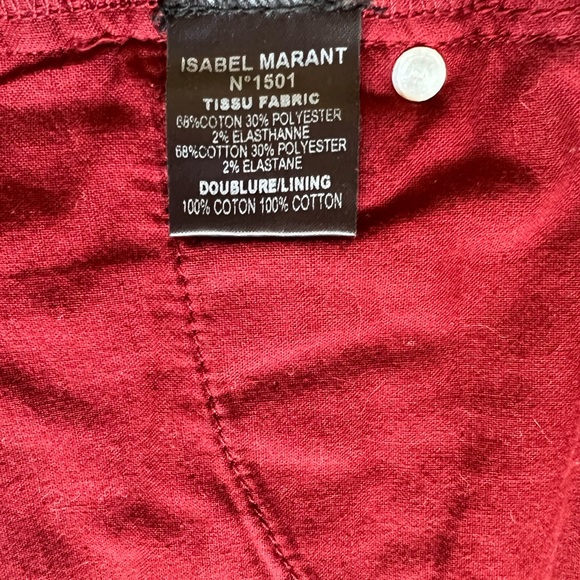 ISABEL MARANT
N°1501
TISSU FABRIC
68%COTON 30% POLYESTER
2% ELASTHANNE
68%COTTON 30% POLYESTER
2% ELASTANE
DOUBLURE/LINING
100% COTON 100% COTTON